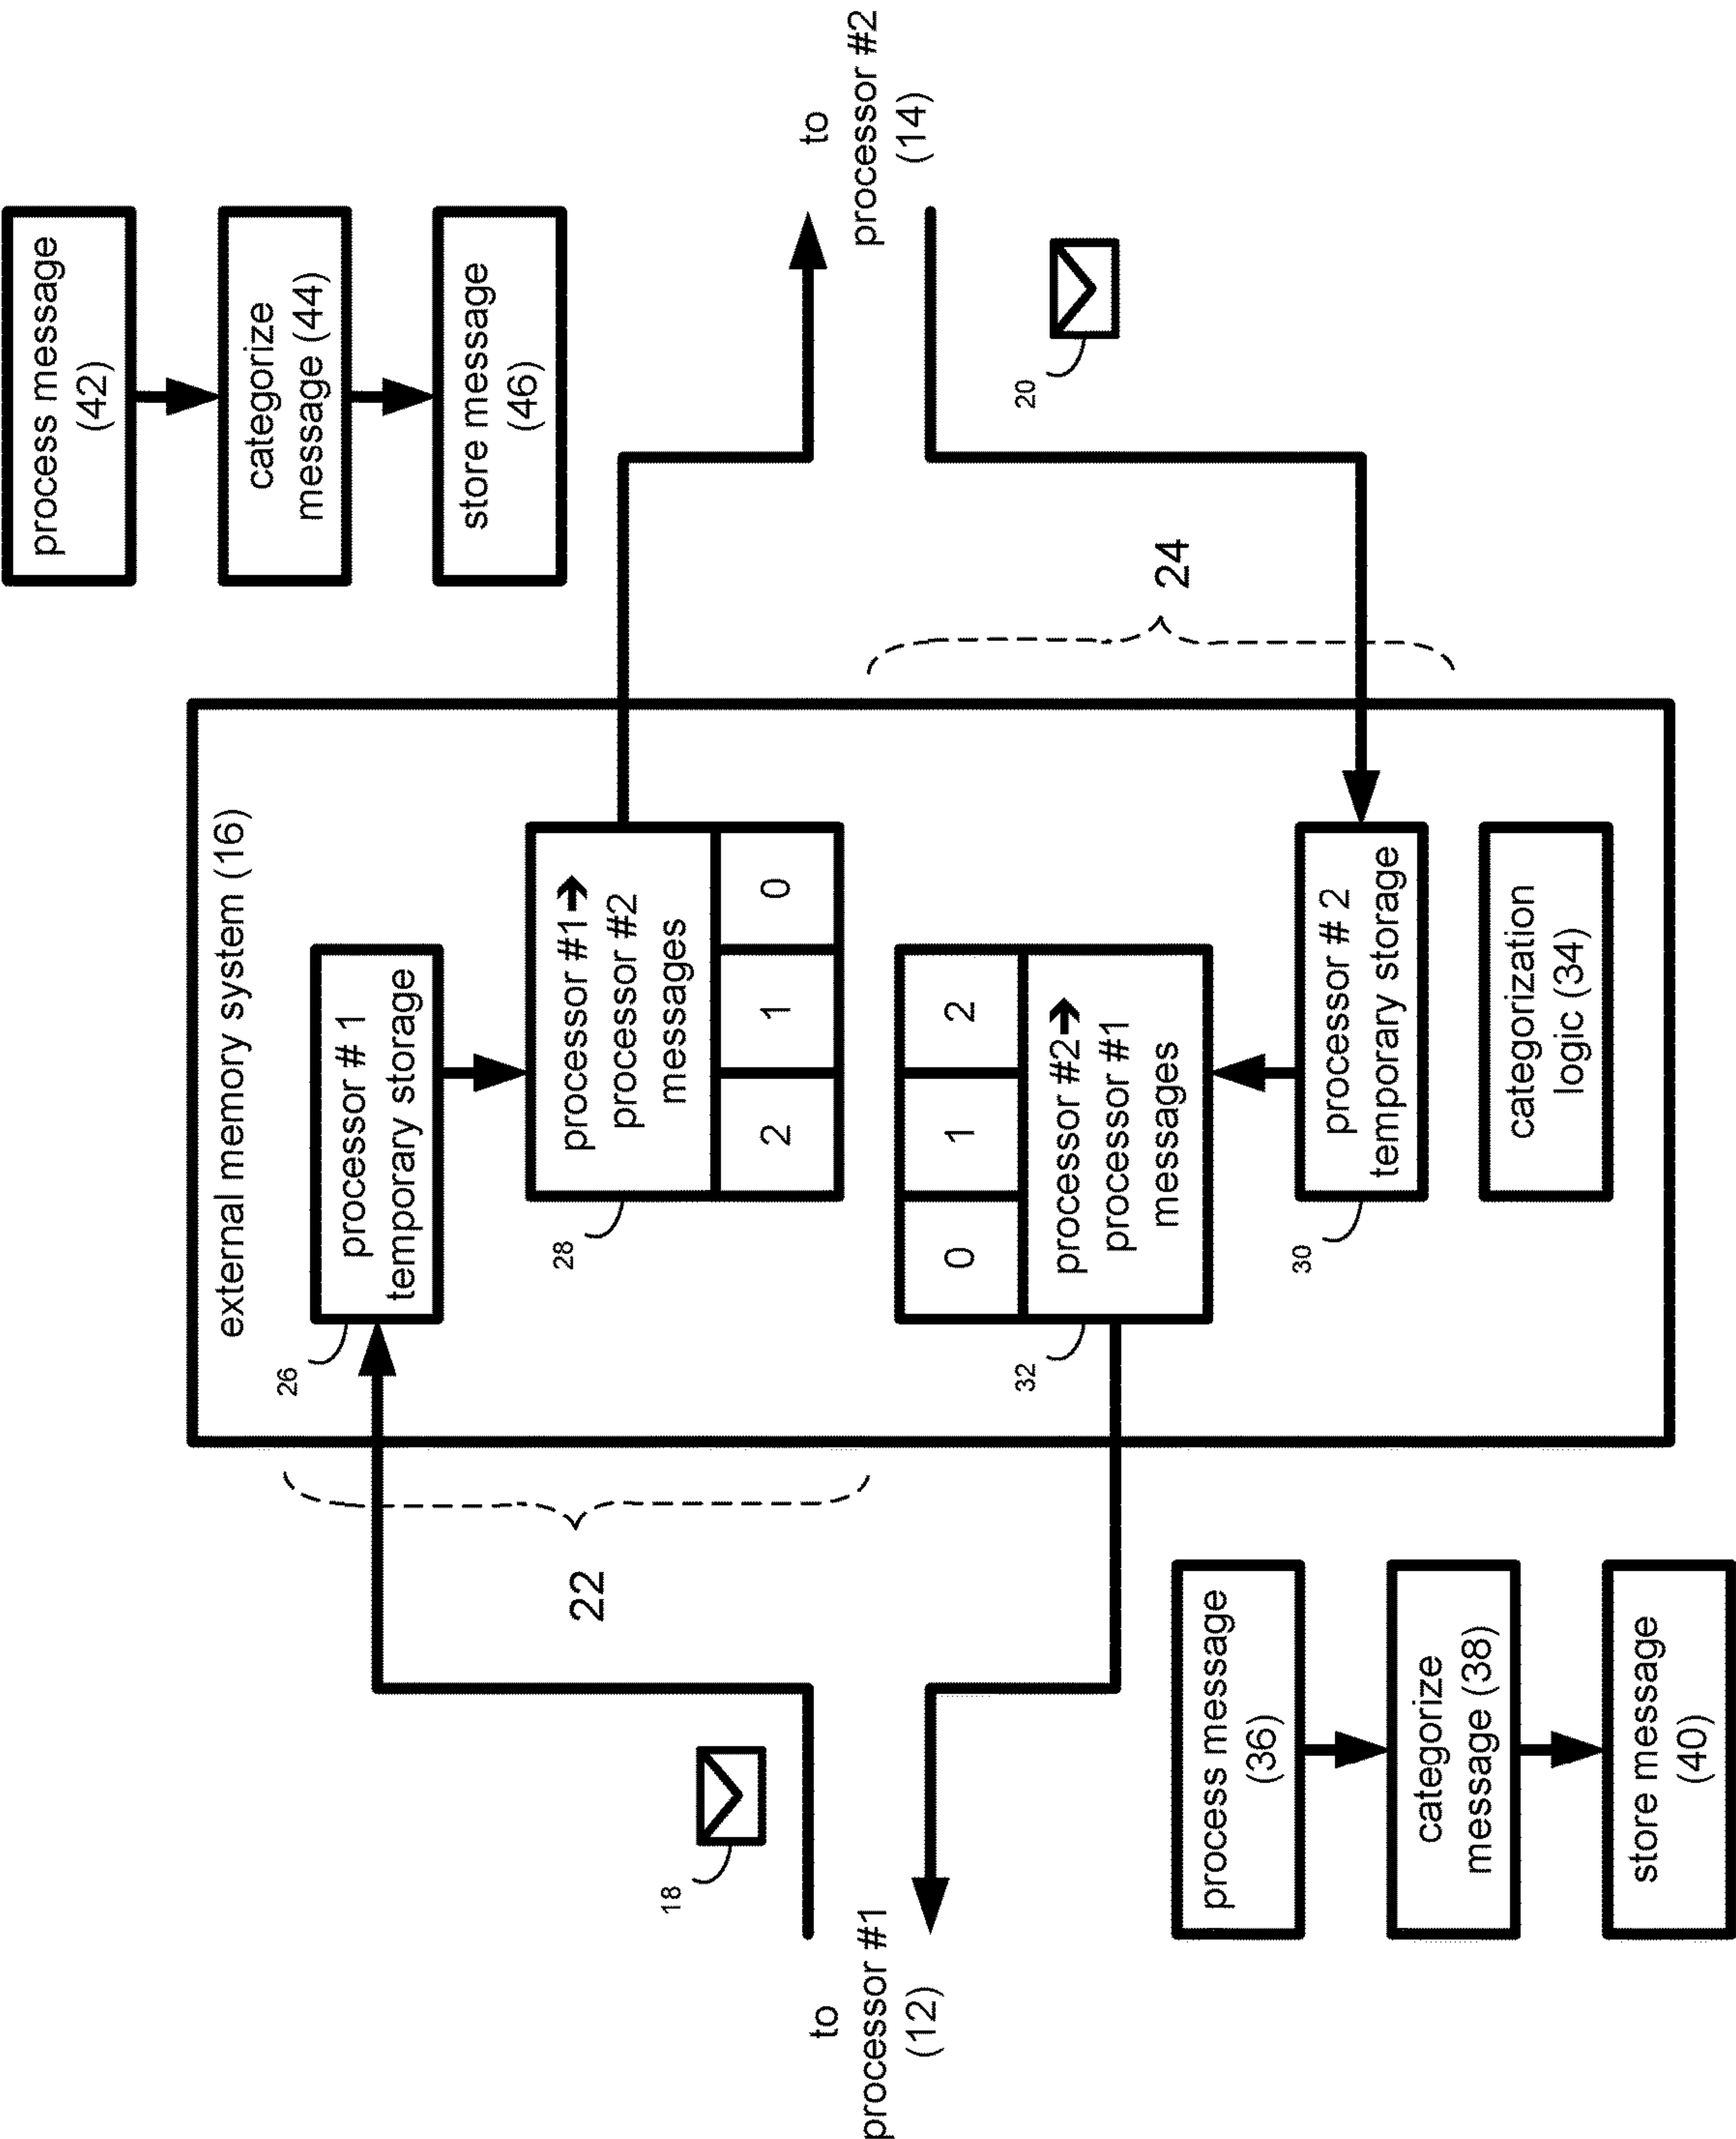 process message
(42)
categorize
message (44)
store message
(46)
to
processor #2
(14)
20
24
external memory system (16)
processor # 1
temporary storage
26
processor #1➔
processor #2
messages
2 1 0
28
0 1 2
processor #2➔
processor #1
messages
32
processor # 2
temporary storage
30
categorization
logic (34)
22
18
to
processor #1
(12)
process message
(36)
categorize
message (38)
store message
(40)